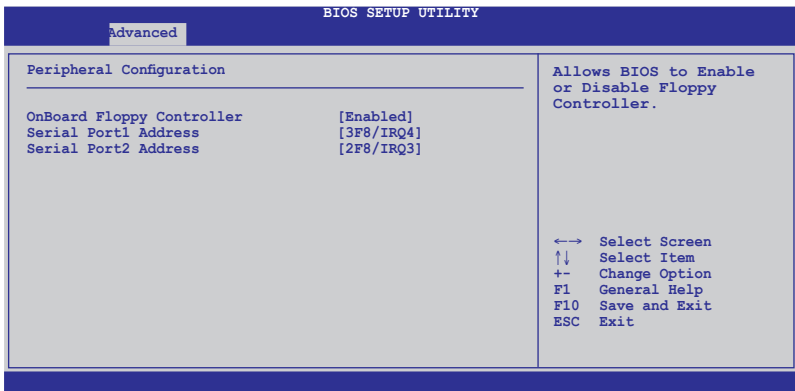 BIOS SETUP UTILITY
Advanced
Peripheral Configuration
OnBoard Floppy Controller [Enabled]
Serial Port1 Address [3F8/IRQ4]
Serial Port2 Address [2F8/IRQ3]
Allows BIOS to Enable
or Disable Floppy
Controller.
←→ Select Screen
↑↓ Select Item
+- Change Option
F1 General Help
F10 Save and Exit
ESC Exit